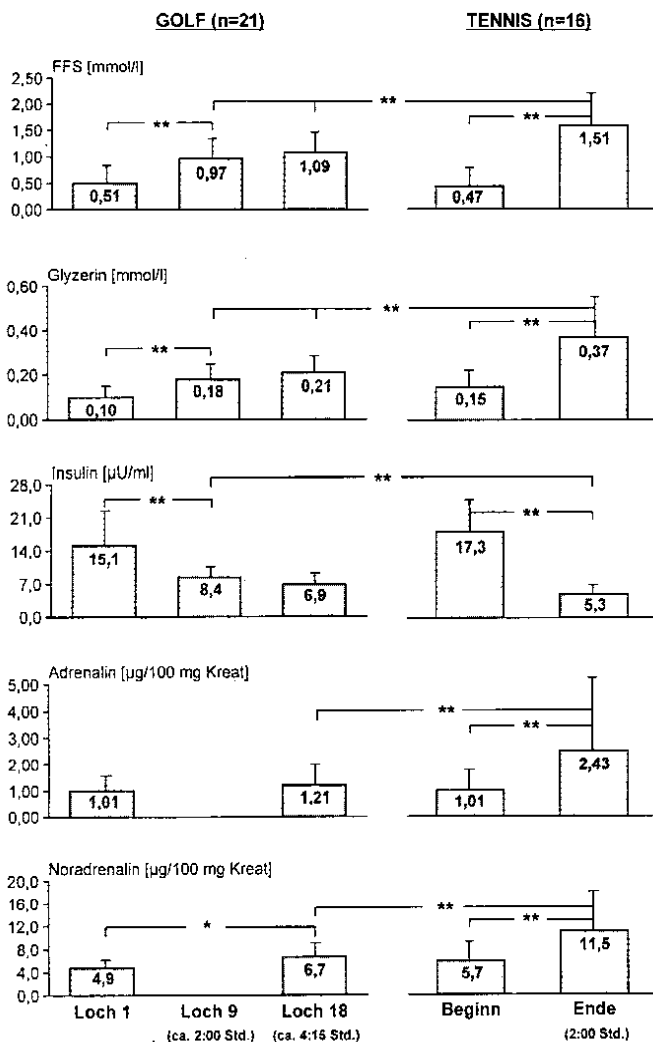 GOLF (n=21) TENNIS (n=16)
FFS [mmol/l]
2,50
2,00
1,50
1,00
0,50
0,00
** ** **
0,51 0,97 1,09 0,47 1,51
Glyzerin [mmol/l]
0,60
0,40
0,20
0,00
** ** **
0,10 0,18 0,21 0,15 0,37
Insulin [µU/ml]
28,0
21,0
14,0
7,0
0,0
** ** **
15,1 8,4 6,9 17,3 5,3
Adrenalin [µg/100 mg Kreat]
5,00
4,00
3,00
2,00
1,00
0,00
** **
1,01 1,21 1,01 2,43
Noradrenalin [µg/100 mg Kreat]
20,0
16,0
12,0
8,0
4,0
0,0
* ** **
4,9 6,7 5,7 11,5
Loch 1 Loch 9 Loch 18 Beginn Ende
(ca. 2:00 Std.) (ca. 4:15 Std.) (2:00 Std.)